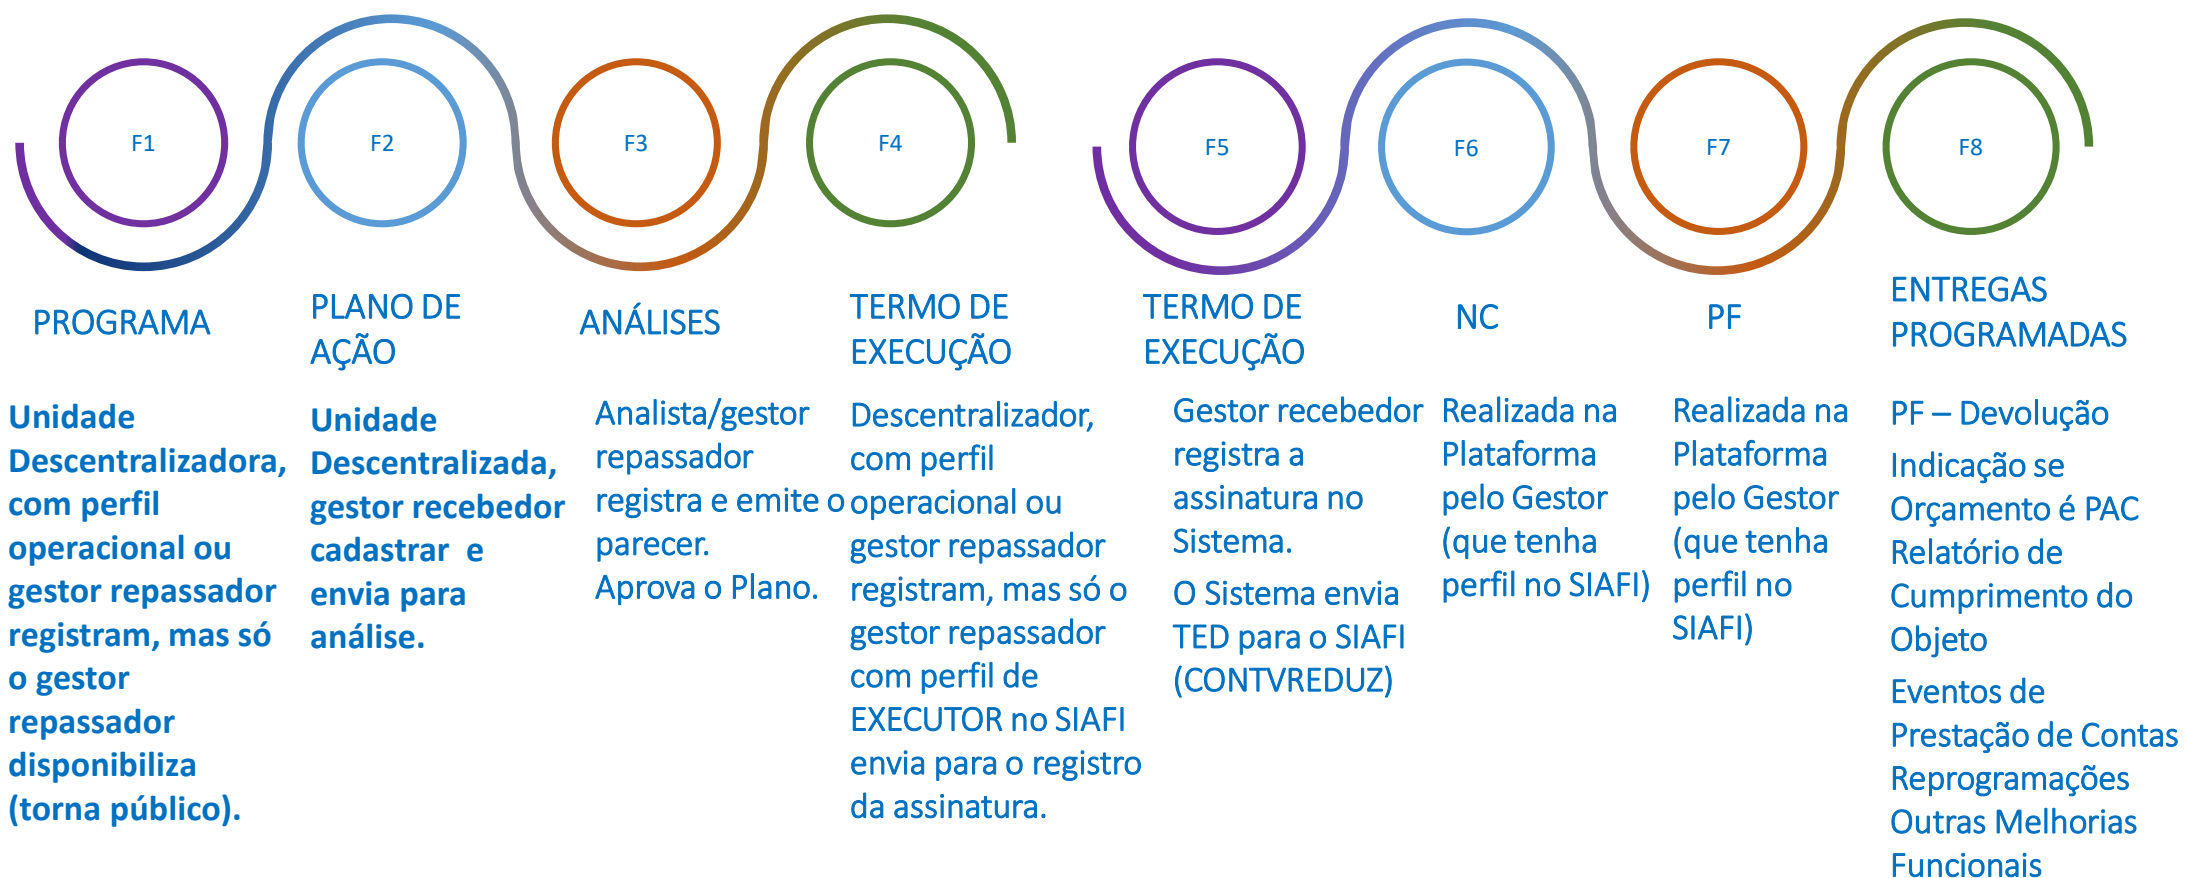 F1
F2
F3
F4
F5
F6
F7
F8
PROGRAMA
PLANO DE
AÇÃO
ANÁLISES
TERMO DE
EXECUÇÃO
TERMO DE
EXECUÇÃO
NC
PF
ENTREGAS
PROGRAMADAS
Unidade
Descentralizadora,
com perfil
operacional ou
gestor repassador
registram, mas só
o gestor
repassador
disponibiliza
(torna público).
Unidade
Descentralizada,
gestor recebedor
cadastrar e
envia para
análise.
Analista/gestor
repassador
registra e emite o
parecer.
Aprova o Plano.
Descentralizador,
com perfil
operacional ou
gestor repassador
registram, mas só o
gestor repassador
com perfil de
EXECUTOR no SIAFI
envia para o registro
da assinatura.
Gestor recebedor
registra a
assinatura no
Sistema.
O Sistema envia
TED para o SIAFI
(CONTVREDUZ)
Realizada na
Plataforma
pelo Gestor
(que tenha
perfil no SIAFI)
Realizada na
Plataforma
pelo Gestor
(que tenha
perfil no
SIAFI)
PF – Devolução
Indicação se
Orçamento é PAC
Relatório de
Cumprimento do
Objeto
Eventos de
Prestação de Contas
Reprogramações
Outras Melhorias
Funcionais